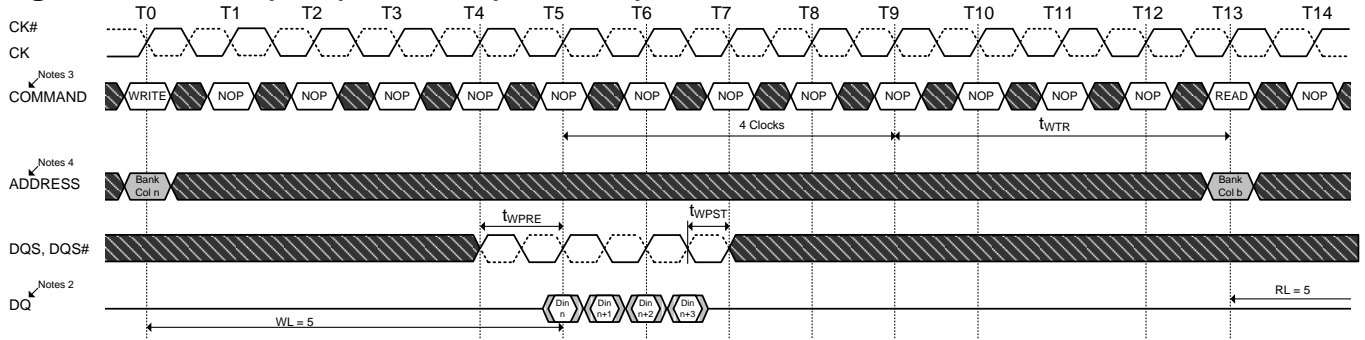 T0 T1 T2 T3 T4 T5 T6 T7 T8 T9 T10 T11 T12 T13 T14
CK#
CK
Notes 3
COMMAND WRITE NOP NOP NOP NOP NOP NOP NOP NOP NOP NOP NOP NOP READ NOP
4 Clocks tWTR
Notes 4
ADDRESS
Bank
Col n
Bank
Col b
tWPRE tWPST
DQS, DQS#
Notes 2
DQ
Din
n
Din
n+1
Din
n+2
Din
n+3
RL = 5
WL = 5